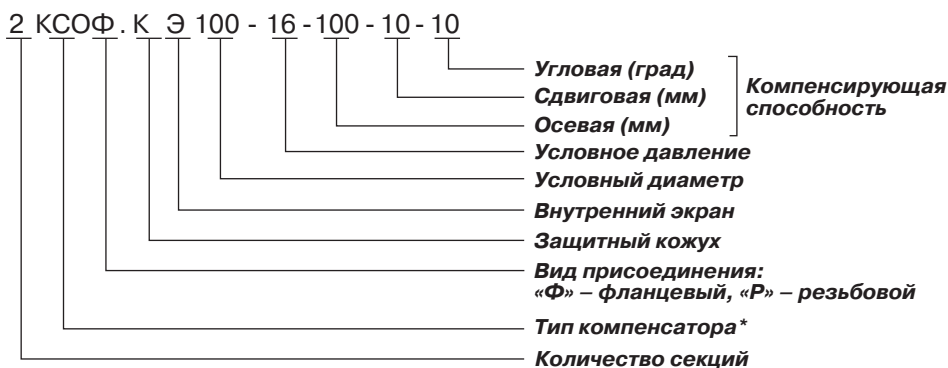 2 КСОФ . К Э 100 - 16 -100 - 10 - 10
Угловая (град)
Сдвиговая (мм)
Осевая (мм)
Компенсирующая
способность
Условное давление
Условный диаметр
Внутренний экран
Защитный кожух
Вид присоединения:
«Ф» – фланцевый, «Р» – резьбовой
Тип компенсатора*
Количество секций